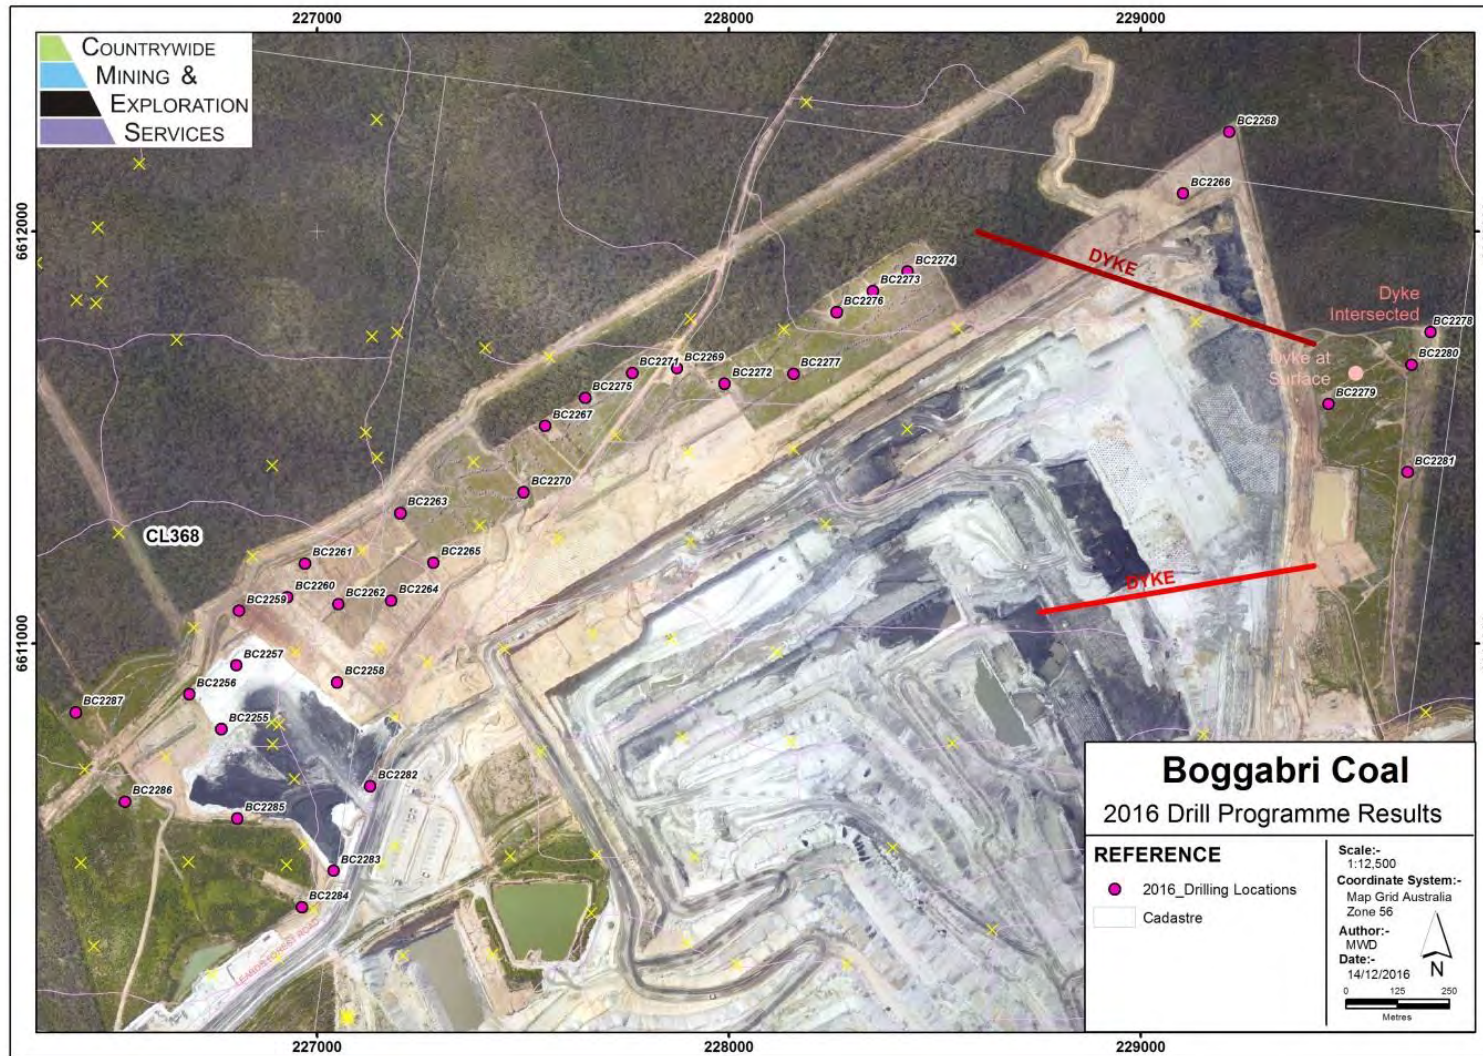 227000
228000
229000
COUNTRYWIDE
MINING &
EXPLORATION
SERVICES
BC2268
BC2266
6612000
DYKE
BC2274
BC2273
BC2276
Dyke
Intersected
BC2278
BC2280
Dyke at
Surface
BC2279
BC2269
BC2271
BC2272
BC2277
BC2275
BC2267
BC2281
BC2270
BC2263
CL368
BC2261
BC2265
BC2260
BC2262
BC2264
BC2259
DYKE
6611000
BC2257
BC2258
BC2256
BC2287
BC2255
BC2282
BC2286
BC2285
BC2283
BC2284
LEARDS FOREST ROAD
Boggabri Coal
2016 Drill Programme Results
REFERENCE
2016_Drilling Locations
Cadastre
Scale:-
1:12,500
Coordinate System:-
Map Grid Australia
Zone 56
Author:-
MWD
Date:-
14/12/2016
N
0 125 250
Metres
227000
228000
229000